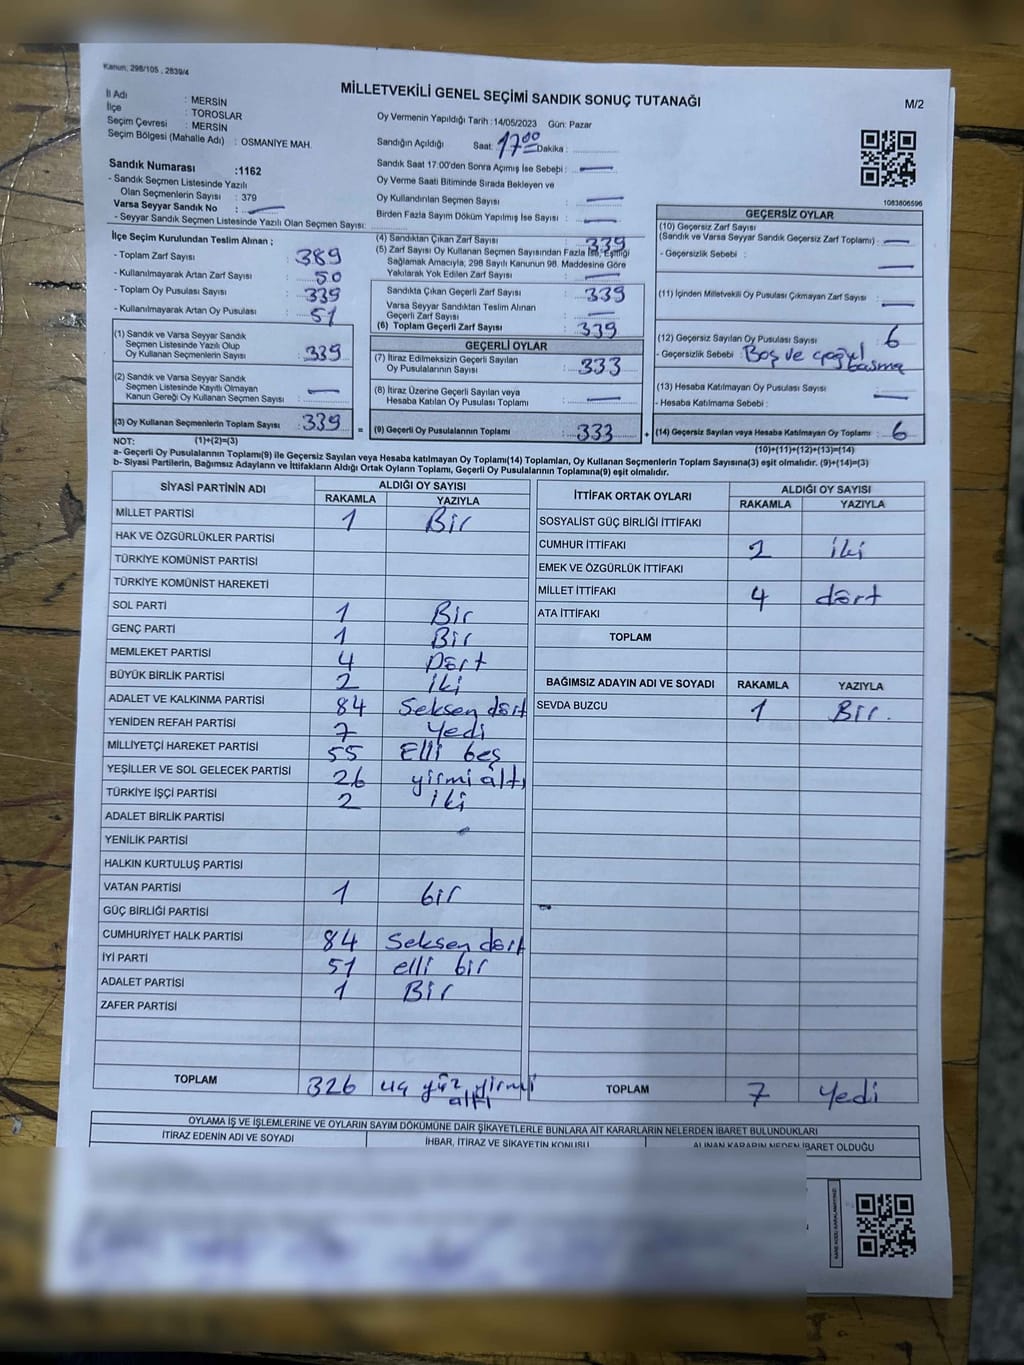 Kanun; 298/105 , 2839/4
MİLLETVEKİLİ GENEL SEÇİMİ SANDIK SONUÇ TUTANAĞI
M/2
İl Adı : MERSİN
İlçe : TOROSLAR
Seçim Çevresi : MERSİN
Seçim Bölgesi (Mahalle Adı) : OSMANİYE MAH.
Oy Vermenin Yapıldığı Tarih :14/05/2023 Gün: Pazar
Sandığın Açıldığı Saat: 17 00 Dakika :
Sandık Saat 17:00'den Sonra Açımış İse Sebebi : —
Oy Verme Saati Bitiminde Sırada Bekleyen ve
Oy Kullandırılan Seçmen Sayısı : —
Birden Fazla Sayım Döküm Yapılmış İse Sayısı : —
1083806596
Sandık Numarası :1162
- Sandık Seçmen Listesinde Yazılı
Olan Seçmenlerin Sayısı : 379
Varsa Seyyar Sandık No : —
- Seyyar Sandık Seçmen Listesinde Yazılı Olan Seçmen Sayısı:
İlçe Seçim Kurulundan Teslim Alınan ;
- Toplam Zarf Sayısı : 389
- Kullanılmayarak Artan Zarf Sayısı : 50
- Toplam Oy Pusulası Sayısı : 339
- Kullanılmayarak Artan Oy Pusulası : 51
(1) Sandık ve Varsa Seyyar Sandık
Seçmen Listesinde Yazılı Olup
Oy Kullanan Seçmenlerin Sayısı : 339
(2) Sandık ve Varsa Seyyar Sandık
Seçmen Listesinde Kayıtlı Olmayan
Kanun Gereği Oy Kullanan Seçmen Sayısı : —
(3) Oy Kullanan Seçmenlerin Toplam Sayısı : 339 =
(4) Sandıktan Çıkan Zarf Sayısı : 339
(5) Zarf Sayısı Oy Kullanan Seçmen Sayısından Fazla İse, Eşitliği
Sağlamak Amacıyla, 298 Sayılı Kanunun 98. Maddesine Göre
Yakılarak Yok Edilen Zarf Sayısı : —
Sandıkta Çıkan Geçerli Zarf Sayısı : 339
Varsa Seyyar Sandıktan Teslim Alınan
Geçerli Zarf Sayısı : —
(6) Toplam Geçerli Zarf Sayısı : 339
GEÇERLİ OYLAR
(7) İtiraz Edilmeksizin Geçerli Sayılan
Oy Pusulalarının Sayısı : 333
(8) İtiraz Üzerine Geçerli Sayılan veya
Hesaba Katılan Oy Pusulası Toplamı : —
(9) Geçerli Oy Pusulalarının Toplamı : 333 +
GEÇERSİZ OYLAR
(10) Geçersiz Zarf Sayısı
(Sandık ve Varsa Seyyar Sandık Geçersiz Zarf Toplamı) : —
- Geçersizlik Sebebi : —
(11) İçinden Milletvekili Oy Pusulası Çıkmayan Zarf Sayısı : —
(12) Geçersiz Sayılan Oy Pusulası Sayısı : 6
- Geçersizlik Sebebi : Boş ve çoğul basma
(13) Hesaba Katılmayan Oy Pusulası Sayısı : —
- Hesaba Katılmama Sebebi :
(14) Geçersiz Sayılan veya Hesaba Katılmayan Oy Toplamı : 6
NOT: (1)+(2)=(3)
(10)+(11)+(12)+(13)=(14)
a- Geçerli Oy Pusulalarının Toplamı(9) ile Geçersiz Sayılan veya Hesaba katılmayan Oy Toplamı(14) Toplamları, Oy Kullanan Seçmenlerin Toplam Sayısına(3) eşit olmalıdır. (9)+(14)=(3)
b- Siyasi Partilerin, Bağımsız Adayların ve İttifakların Aldığı Ortak Oyların Toplamı, Geçerli Oy Pusulalarının Toplamına(9) eşit olmalıdır.
SİYASİ PARTİNİN ADI ALDIĞI OY SAYISI
RAKAMLA YAZIYLA
MİLLET PARTİSİ 1 Bir
HAK VE ÖZGÜRLÜKLER PARTİSİ
TÜRKİYE KOMÜNİST PARTİSİ
TÜRKİYE KOMÜNİST HAREKETİ
SOL PARTİ 1 Bir
GENÇ PARTİ 1 Bir
MEMLEKET PARTİSİ 4 Dört
BÜYÜK BİRLİK PARTİSİ 2 iki
ADALET VE KALKINMA PARTİSİ 84 Seksen dört
YENİDEN REFAH PARTİSİ 7 Yedi
MİLLİYETÇİ HAREKET PARTİSİ 55 Elli beş
YEŞİLLER VE SOL GELECEK PARTİSİ 26 yirmi altı
TÜRKİYE İŞÇİ PARTİSİ 2 iki
ADALET BİRLİK PARTİSİ
YENİLİK PARTİSİ
HALKIN KURTULUŞ PARTİSİ
VATAN PARTİSİ 1 bir
GÜÇ BİRLİĞİ PARTİSİ
CUMHURİYET HALK PARTİSİ 84 Seksen dört
İYİ PARTİ 51 elli bir
ADALET PARTİSİ 1 Bir
ZAFER PARTİSİ
TOPLAM 326 üç yüz yirmi altı
İTTİFAK ORTAK OYLARI ALDIĞI OY SAYISI
RAKAMLA YAZIYLA
SOSYALİST GÜÇ BİRLİĞİ İTTİFAKI
CUMHUR İTTİFAKI 2 iki
EMEK VE ÖZGÜRLÜK İTTİFAKI
MİLLET İTTİFAKI 4 dört
ATA İTTİFAKI
TOPLAM
BAĞIMSIZ ADAYIN ADI VE SOYADI RAKAMLA YAZIYLA
SEVDA BUZCU 1 Bir.
TOPLAM 7 Yedi
OYLAMA İŞ VE İŞLEMLERİNE VE OYLARIN SAYIM DÖKÜMÜNE DAİR ŞİKAYETLERLE BUNLARA AİT KARARLARIN NELERDEN İBARET BULUNDUKLARI
İTİRAZ EDENİN ADI VE SOYADI İHBAR, İTİRAZ VE ŞİKAYETİN KONUSU ALINAN KARARIN NEDEN İBARET OLDUĞU